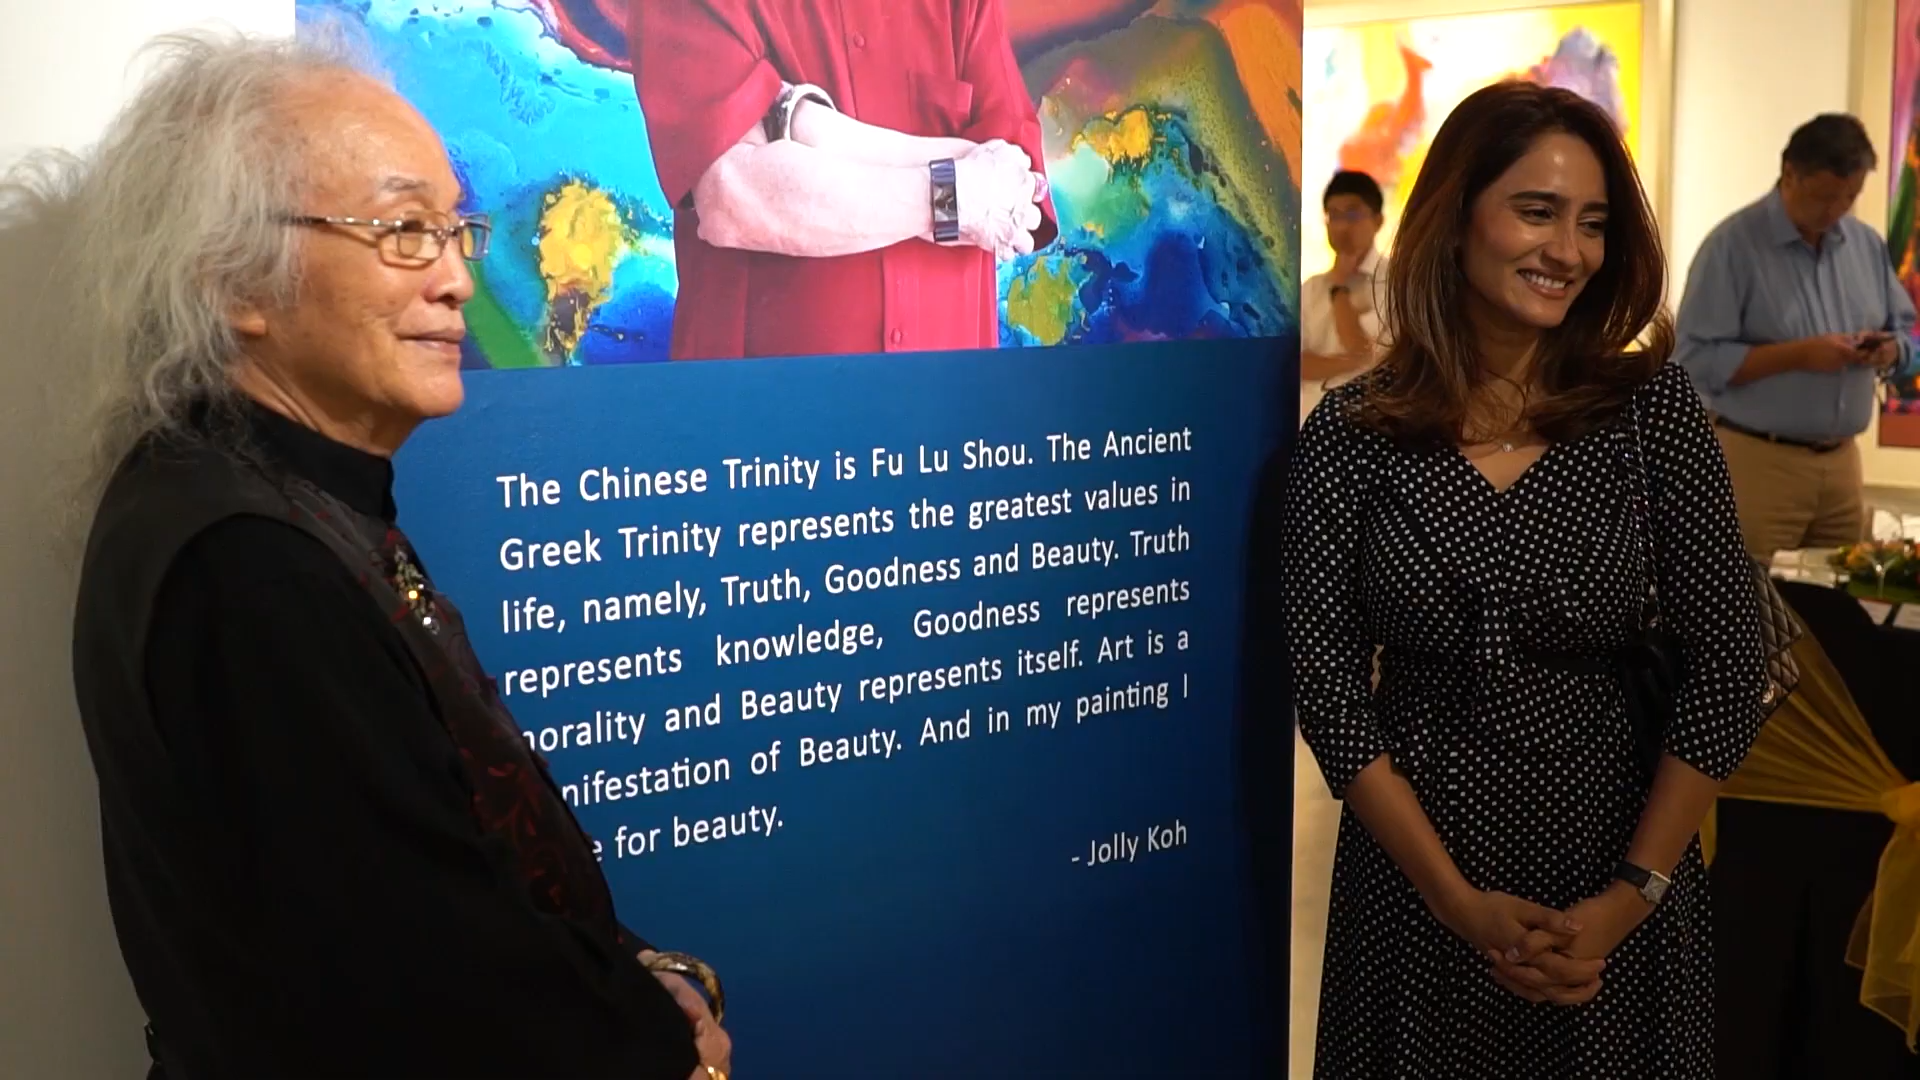 The Chinese Trinity is Fu Lu Shou. The Ancient
Greek Trinity represents the greatest values in
life, namely, Truth, Goodness and Beauty. Truth
represents knowledge, Goodness represents
orality and Beauty represents itself. Art is a
nifestation of Beauty. And in my painting I
for beauty.
- Jolly Koh